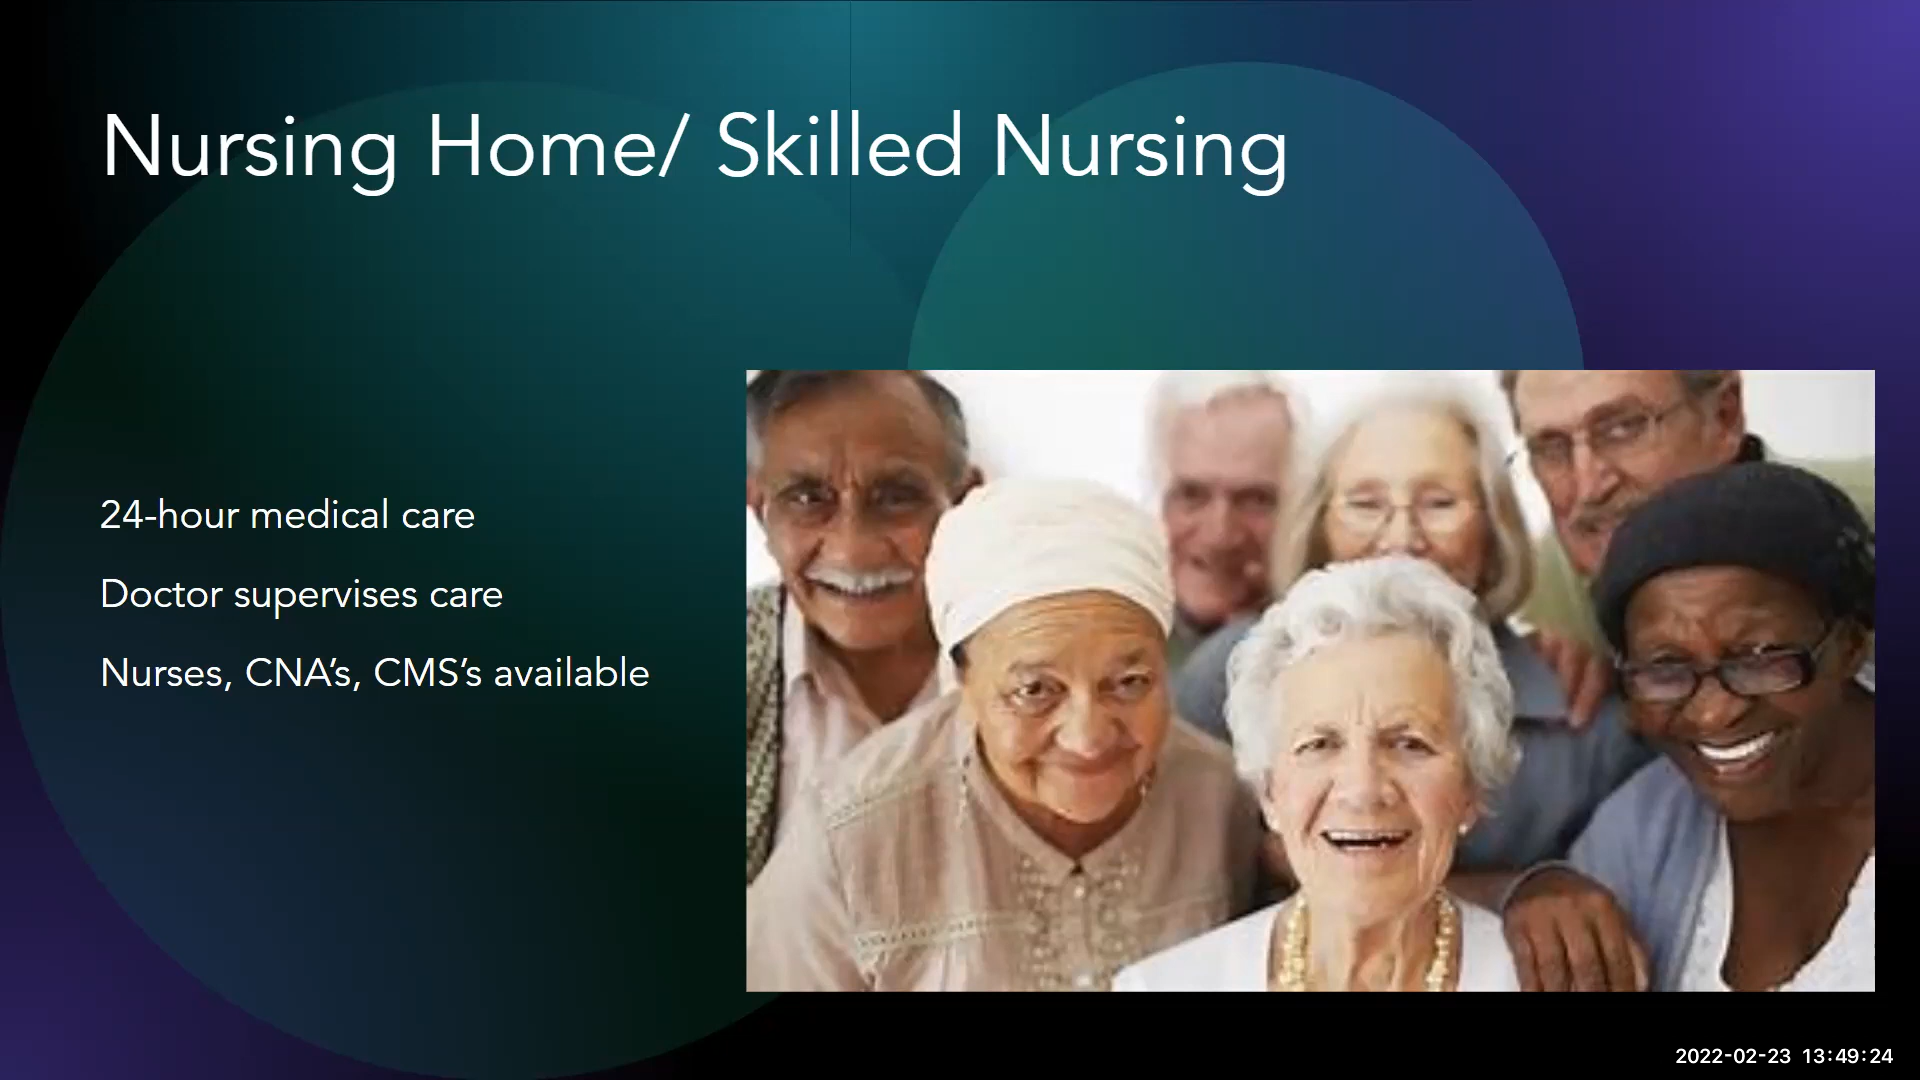 Nursing Home/ Skilled Nursing
24-hour medical care
Doctor supervises care
Nurses, CNA’s, CMS’s available
2022-02-23 13:49:24